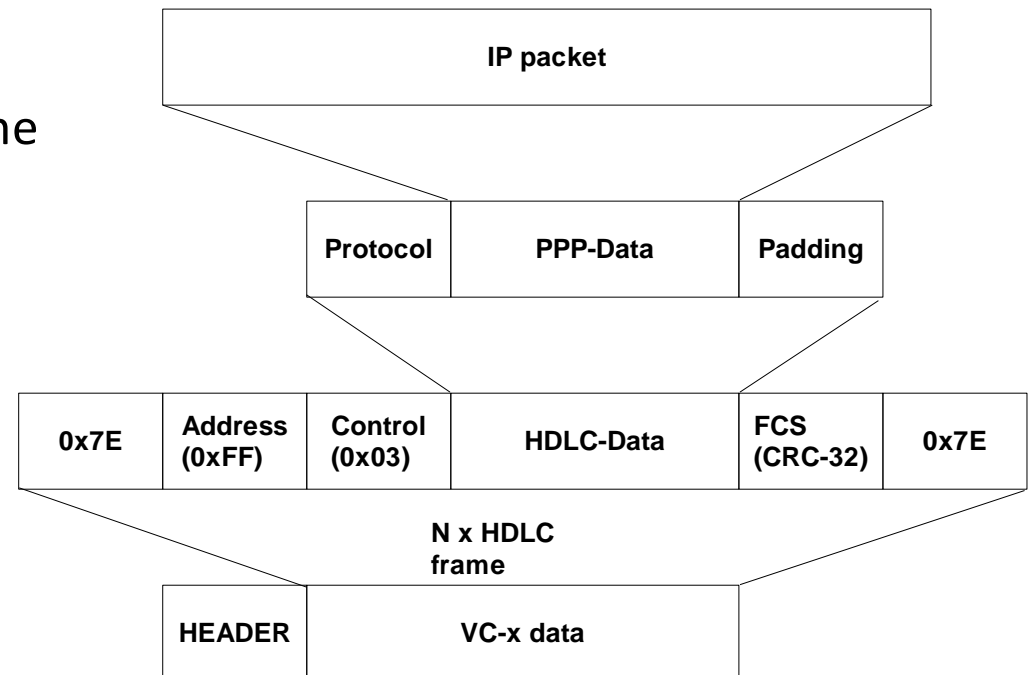 IP packet
ne
Protocol PPP-Data Padding
0x7E Address (0xFF) Control (0x03) HDLC-Data FCS (CRC-32) 0x7E
N x HDLC
frame
HEADER VC-x data